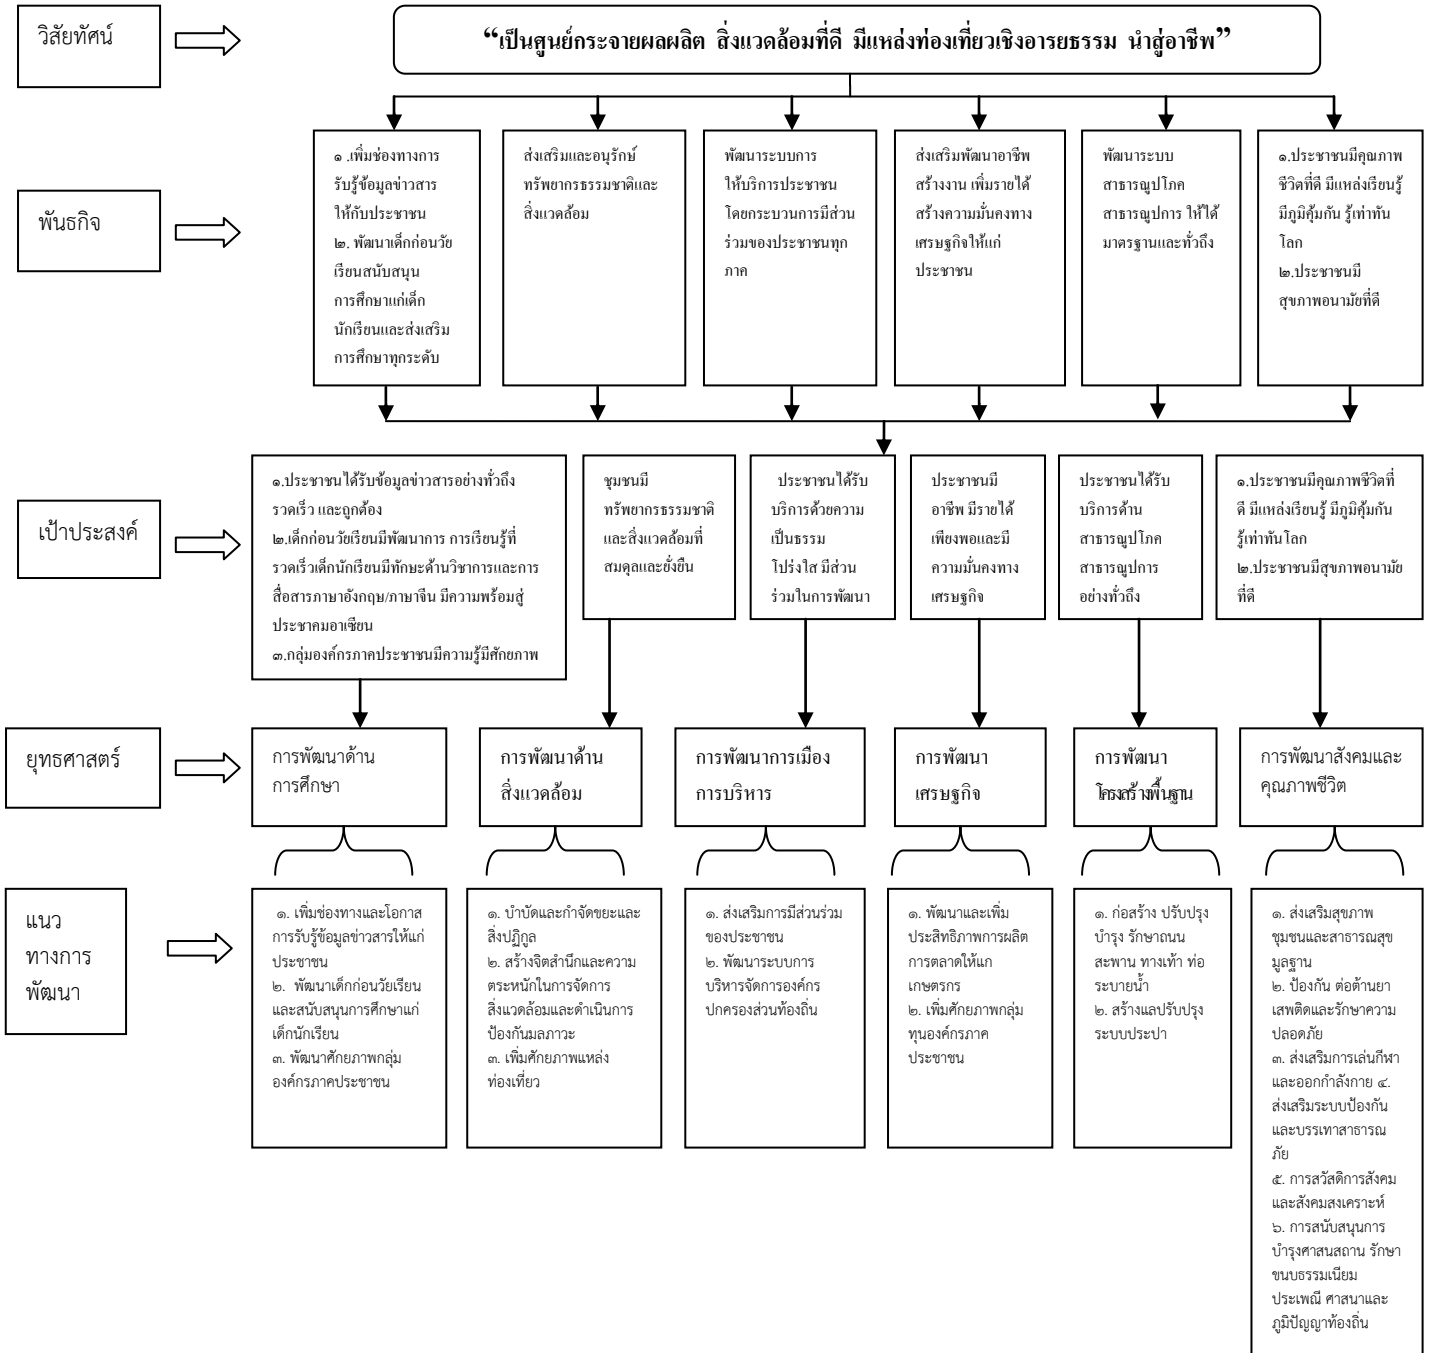 วิสัยทัศน์
“เป็นศูนย์กระจายผลผลิต สิ่งแวดล้อมที่ดี มีแหล่งท่องเที่ยวเชิงอารยธรรม นำสู่อาชีพ”
พันธกิจ
๑ .เพิ่มช่องทางการ
รับรู้ข้อมูลข่าวสาร
ให้กับประชาชน
๒. พัฒนาเด็กก่อนวัย
เรียนสนับสนุน
การศึกษาแก่เด็ก
นักเรียนและส่งเสริม
การศึกษาทุกระดับ
ส่งเสริมและอนุรักษ์
ทรัพยากรธรรมชาติและ
สิ่งแวดล้อม
พัฒนาระบบการ
ให้บริการประชาชน
โดยกระบวนการมีส่วน
ร่วมของประชาชนทุก
ภาค
ส่งเสริมพัฒนาอาชีพ
สร้างงาน เพิ่มรายได้
สร้างความมั่นคงทาง
เศรษฐกิจให้แก่
ประชาชน
พัฒนาระบบ
สาธารณูปโภค
สาธารณูปการ ให้ได้
มาตรฐานและทั่วถึง
๑.ประชาชนมีคุณภาพ
ชีวิตที่ดี มีแหล่งเรียนรู้
มีภูมิคุ้มกัน รู้เท่าทัน
โลก
๒.ประชาชนมี
สุขภาพอนามัยที่ดี
เป้าประสงค์
๑.ประชาชนได้รับข้อมูลข่าวสารอย่างทั่วถึง
รวดเร็ว และถูกต้อง
๒.เด็กก่อนวัยเรียนมีพัฒนาการ การเรียนรู้ที่
รวดเร็วเด็กนักเรียนมีทักษะด้านวิชาการและการ
สื่อสารภาษาอังกฤษ/ภาษาจีน มีความพร้อมสู่
ประชาคมอาเซียน
๓.กลุ่มองค์กรภาคประชาชนมีความรู้มีศักยภาพ
ชุมชนมี
ทรัพยากรธรรมชาติ
และสิ่งแวดล้อมที่
สมดุลและยั่งยืน
ประชาชนได้รับ
บริการด้วยความ
เป็นธรรม
โปร่งใส มีส่วน
ร่วมในการพัฒนา
ประชาชนมี
อาชีพ มีรายได้
เพียงพอและมี
ความมั่นคงทาง
เศรษฐกิจ
ประชาชนได้รับ
บริการด้าน
สาธารณูปโภค
สาธารณูปการ
อย่างทั่วถึง
๑.ประชาชนมีคุณภาพชีวิตที่
ดี มีแหล่งเรียนรู้ มีภูมิคุ้มกัน
รู้เท่าทันโลก
๒.ประชาชนมีสุขภาพอนามัย
ที่ดี
ยุทธศาสตร์
การพัฒนาด้าน
การศึกษา
การพัฒนาด้าน
สิ่งแวดล้อม
การพัฒนาการเมือง
การบริหาร
การพัฒนา
เศรษฐกิจ
การพัฒนา
โครงสร้างพื้นฐาน
การพัฒนาสังคมและ
คุณภาพชีวิต
แนว
ทางการ
พัฒนา
๑. เพิ่มช่องทางและโอกาส
การรับรู้ข้อมูลข่าวสารให้แก่
ประชาชน
๒. พัฒนาเด็กก่อนวัยเรียน
และสนับสนุนการศึกษาแก่
เด็กนักเรียน
๓. พัฒนาศักยภาพกลุ่ม
องค์กรภาคประชาชน
๑. บำบัดและกำจัดขยะและ
สิ่งปฏิกูล
๒. สร้างจิตสำนึกและความ
ตระหนักในการจัดการ
สิ่งแวดล้อมและดำเนินการ
ป้องกันมลภาวะ
๓. เพิ่มศักยภาพแหล่ง
ท่องเที่ยว
๑. ส่งเสริมการมีส่วนร่วม
ของประชาชน
๒. พัฒนาระบบการ
บริหารจัดการองค์กร
ปกครองส่วนท้องถิ่น
๑. พัฒนาและเพิ่ม
ประสิทธิภาพการผลิต
การตลาดให้แก
เกษตรกร
๒. เพิ่มศักยภาพกลุ่ม
ทุนองค์กรภาค
ประชาชน
๑. ก่อสร้าง ปรับปรุง
บำรุง รักษาถนน
สะพาน ทางเท้า ท่อ
ระบายน้ำ
๒. สร้างแลปรับปรุง
ระบบประปา
๑. ส่งเสริมสุขภาพ
ชุมชนและสาธารณสุข
มูลฐาน
๒. ป้องกัน ต่อต้านยา
เสพติดและรักษาความ
ปลอดภัย
๓. ส่งเสริมการเล่นกีฬา
และออกกำลังกาย ๔.
ส่งเสริมระบบป้องกัน
และบรรเทาสาธารณ
ภัย
๕. การสวัสดิการสังคม
และสังคมสงเคราะห์
๖. การสนับสนุนการ
บำรุงศาสนสถาน รักษา
ขนบธรรมเนียม
ประเพณี ศาสนาและ
ภูมิปัญญาท้องถิ่น